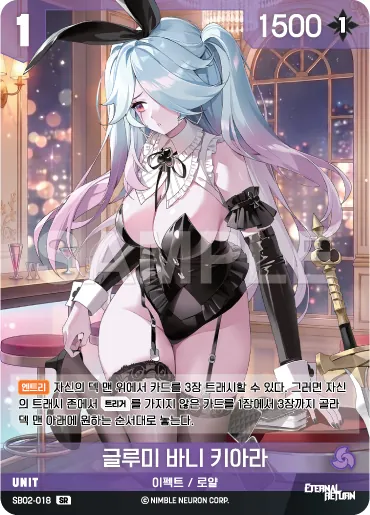 1
1500 1
SAMPLE
엔트리 자신의 덱 맨 위에서 카드를 3장 트래시할 수 있다. 그러면 자신
의 트래시 존에서 트리거 를 가지지 않은 카드를 1장에서 3장까지 골라
덱 맨 아래에 원하는 순서대로 놓는다.
글루미 바니 키아라
UNIT 이펙트 / 로얄
SB02-018 SR ©NIMBLE NEURON CORP. ETERNAL RETURN